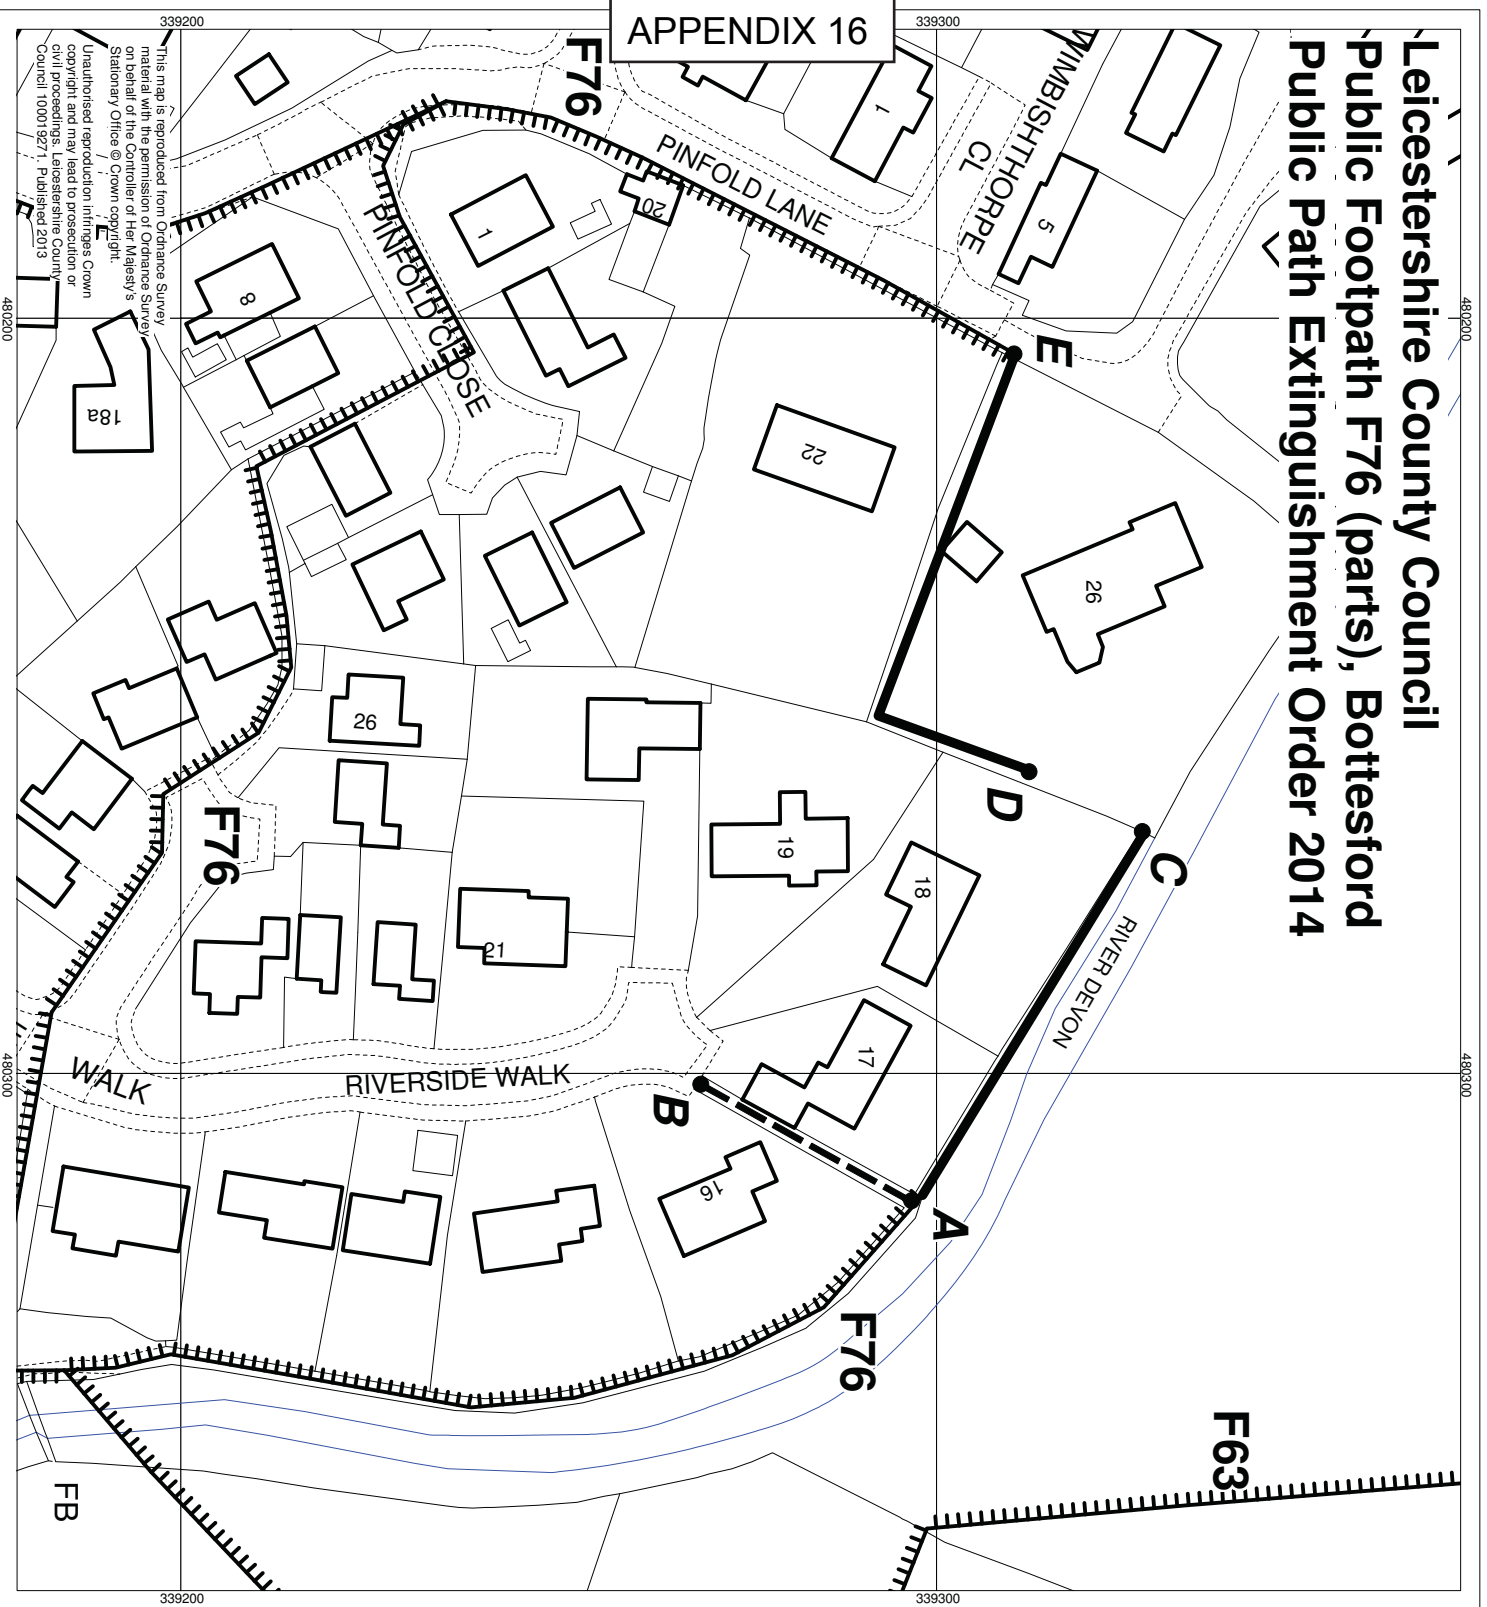 APPENDIX 16
Leicestershire County Council
Public Footpath F76 (parts), Bottesford
Public Path Extinguishment Order 2014
339200
339300
480200
480200
480300
480300
339200
339300
This map is reproduced from Ordnance Survey
material with the permission of Ordnance Survey
on behalf of the Controller of Her Majesty's
Stationary Office © Crown copyright.
Unauthorised reproduction infringes Crown
copyright and may lead to prosecution or
civil proceedings. Leicestershire County
Council 100019271. Published 2013
F76
PINFOLD LANE
WIMBISHTHORPE
CL
1
5
20
1
PINFOLD CLOSE
8
18a
E
22
26
26
D
C
F76
19
18
21
RIVER DEVON
17
WALK
RIVERSIDE WALK
B
16
A
F76
F63
FB